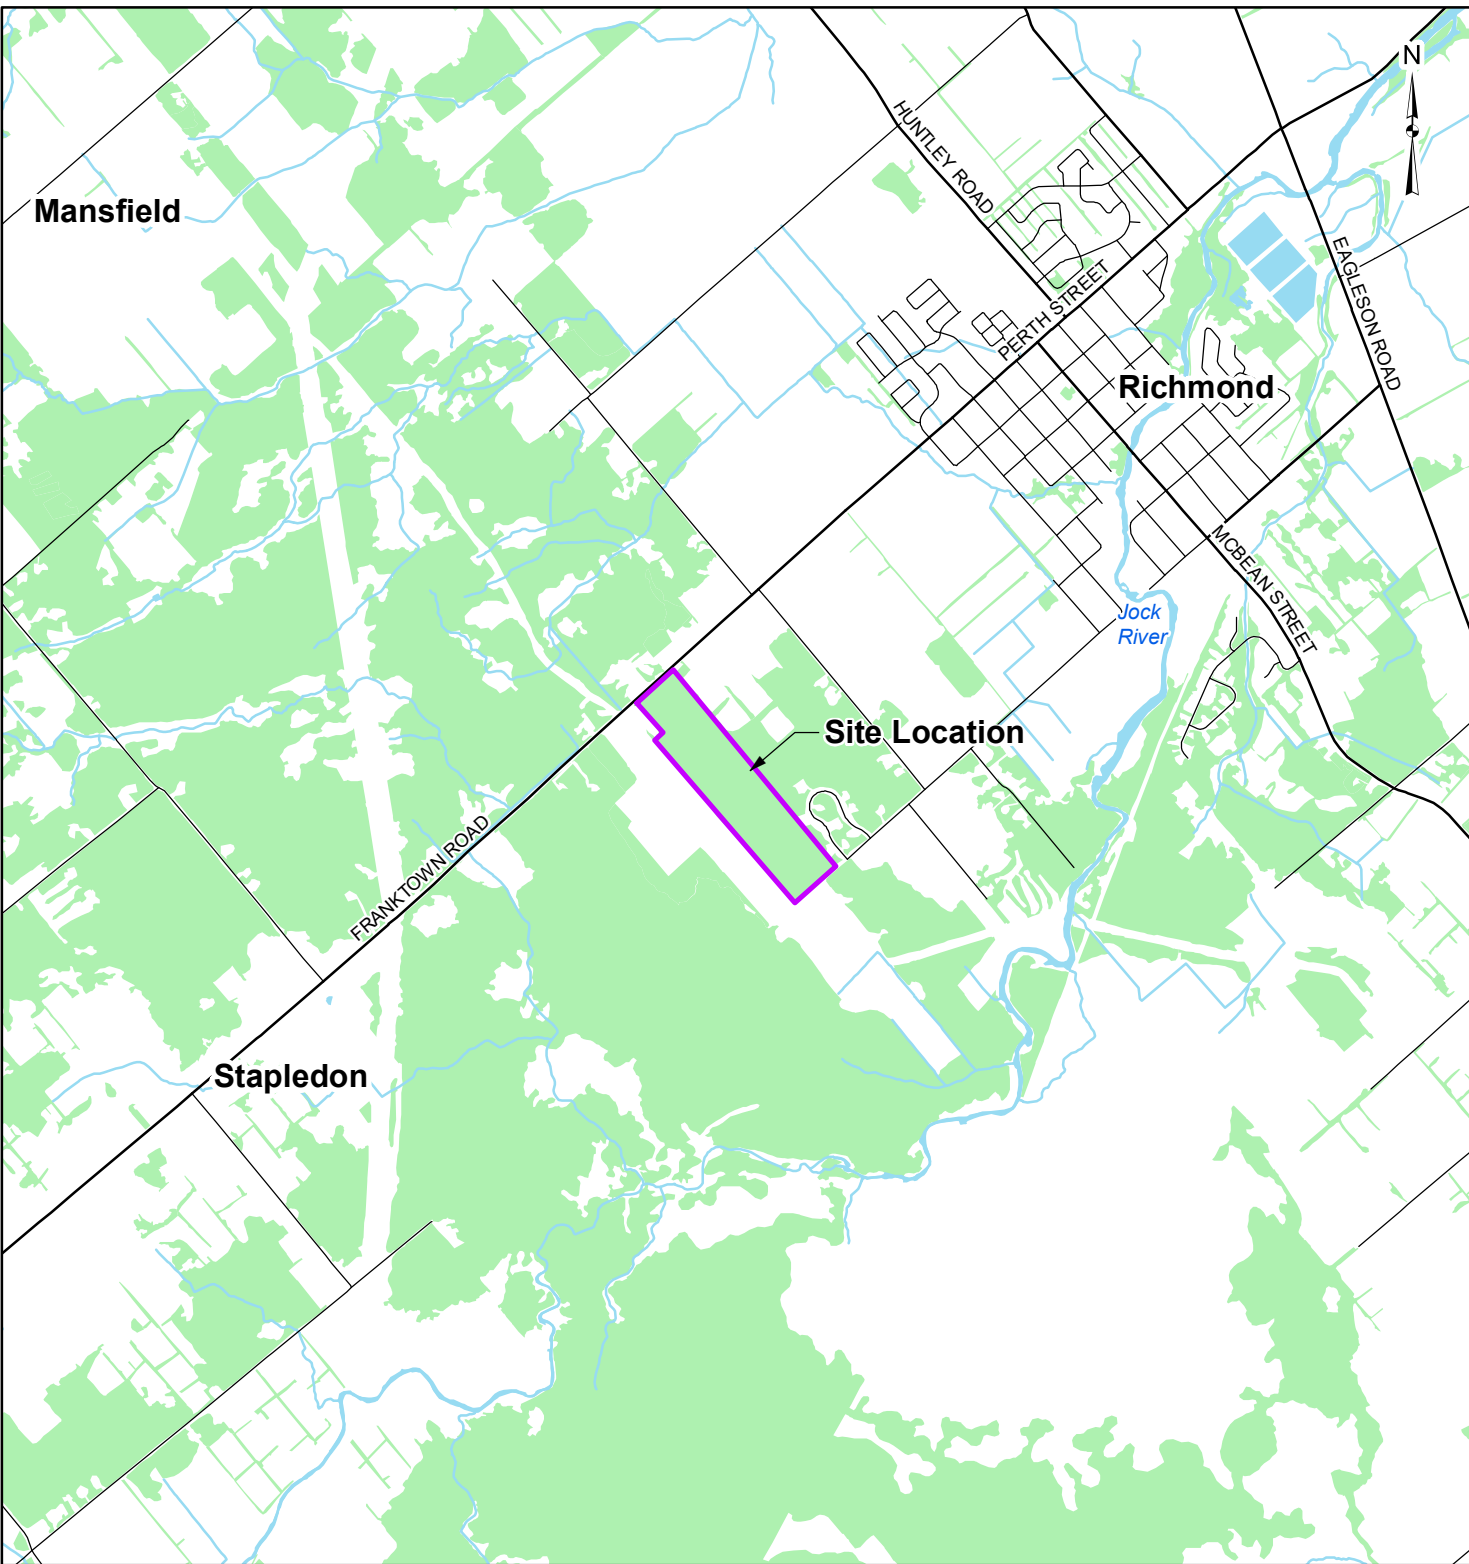 N
HUNTLEY ROAD
Mansfield
EAGLESON ROAD
PERTH STREET
Richmond
MCBEAN STREET
Jock
River
Site Location
FRANKTOWN ROAD
Stapledon